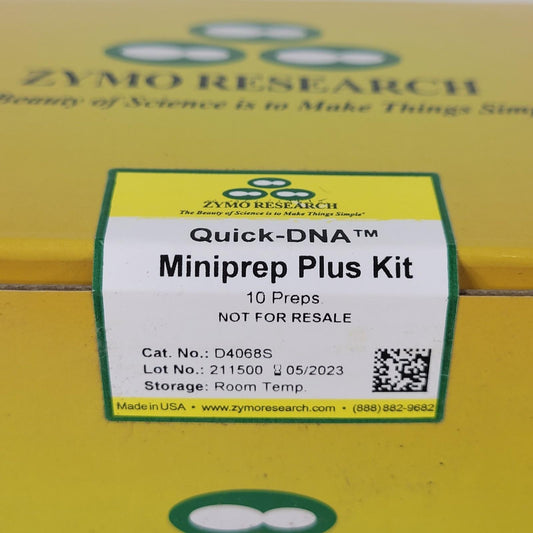 ZYMO RESEARCH
Beauty of Science is to Make Things Simple
ZYMO RESEARCH
The Beauty of Science is to Make Things Simple®
Quick-DNA™
Miniprep Plus Kit
10 Preps.
NOT FOR RESALE
Cat. No.: D4068S
Lot No.: 211500 ⌛ 05/2023
Storage: Room Temp.
Made in USA • www.zymoresearch.com • (888) 882-9682